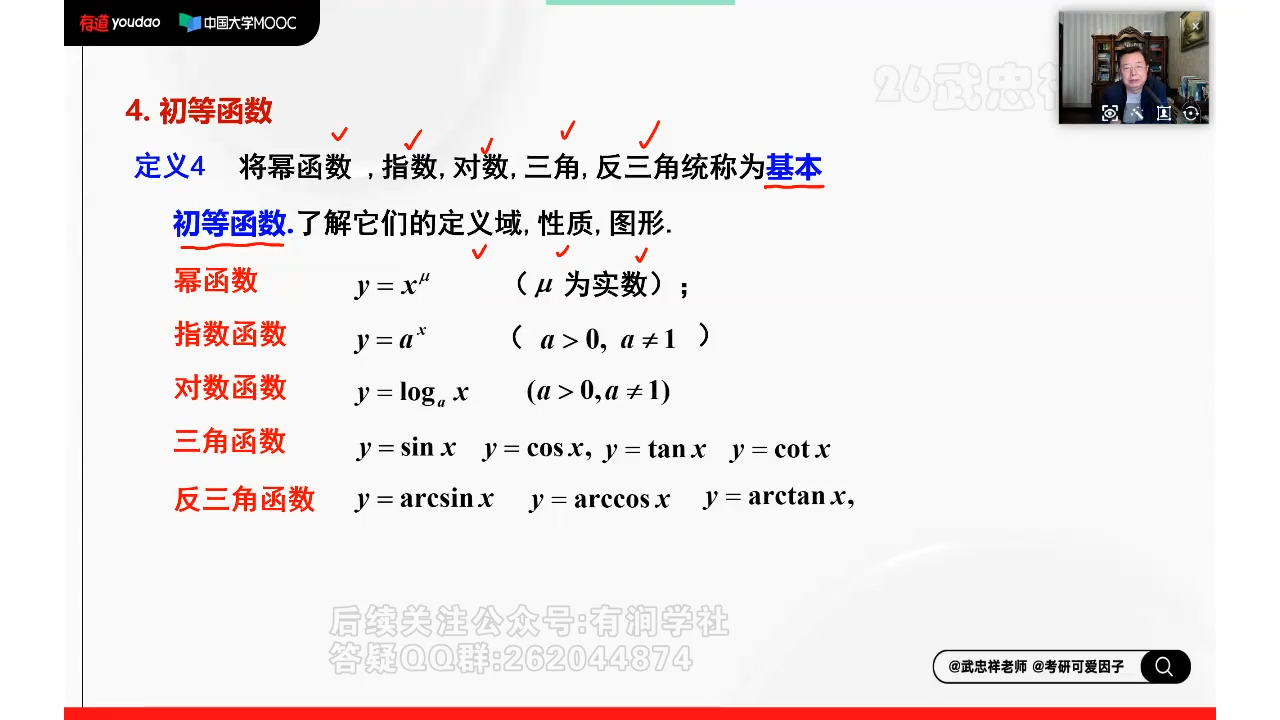 有道 youdao 中国大学MOOC
26武忠祥
4. 初等函数
定义4 将幂函数 ,指数, 对数, 三角, 反三角统称为基本
初等函数.了解它们的定义域, 性质, 图形.
幂函数 y = x^μ （ μ 为实数）；
指数函数 y = a^x （ a > 0, a ≠ 1 ）
对数函数 y = log_a x (a > 0, a ≠ 1)
三角函数 y = sin x y = cos x, y = tan x y = cot x
反三角函数 y = arcsin x y = arccos x y = arctan x,
后续关注公众号:有润学社
答疑QQ群:262044874
@武忠祥老师 @考研可爱因子